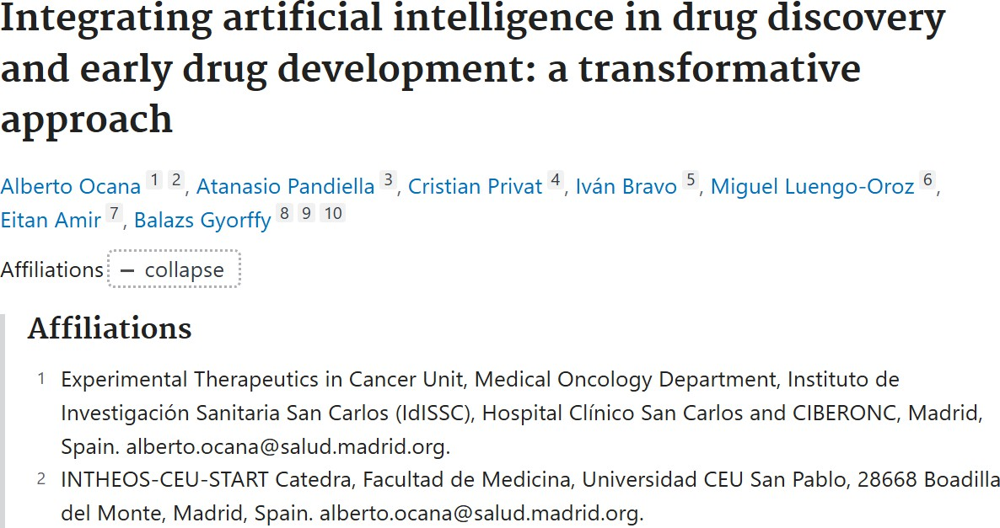 Integrating artificial intelligence in drug discovery
and early drug development: a transformative
approach
Alberto Ocana 1 2, Atanasio Pandiella 3, Cristian Privat 4, Iván Bravo 5, Miguel Luengo-Oroz 6,
Eitan Amir 7, Balazs Gyorffy 8 9 10
Affiliations – collapse
Affiliations
1 Experimental Therapeutics in Cancer Unit, Medical Oncology Department, Instituto de
Investigación Sanitaria San Carlos (IdISSC), Hospital Clínico San Carlos and CIBERONC, Madrid,
Spain. alberto.ocana@salud.madrid.org.
2 INTHEOS-CEU-START Catedra, Facultad de Medicina, Universidad CEU San Pablo, 28668 Boadilla
del Monte, Madrid, Spain. alberto.ocana@salud.madrid.org.